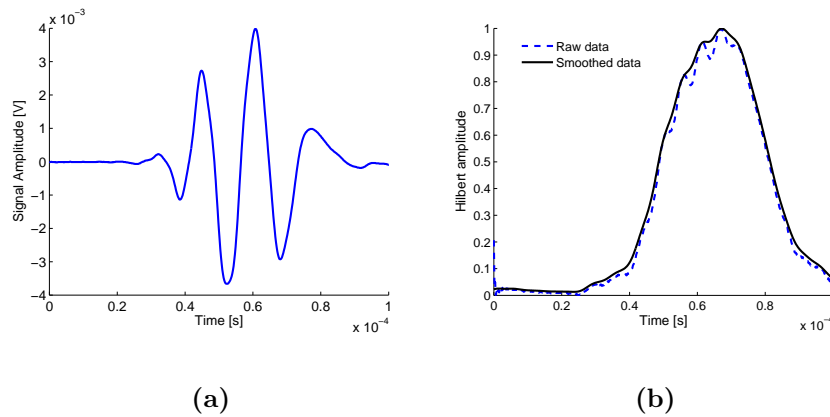 x 10⁻³
4
3
2
1
0
−1
−2
−3
−4
Signal Amplitude [V]
0 0.2 0.4 0.6 0.8 1
Time [s]
x 10⁻⁴
(a)
1
0.9
0.8
0.7
0.6
0.5
0.4
0.3
0.2
0.1
0
Hilbert amplitude
Raw data
Smoothed data
0 0.2 0.4 0.6 0.8
Time [s]
x 10⁻⁴
(b)